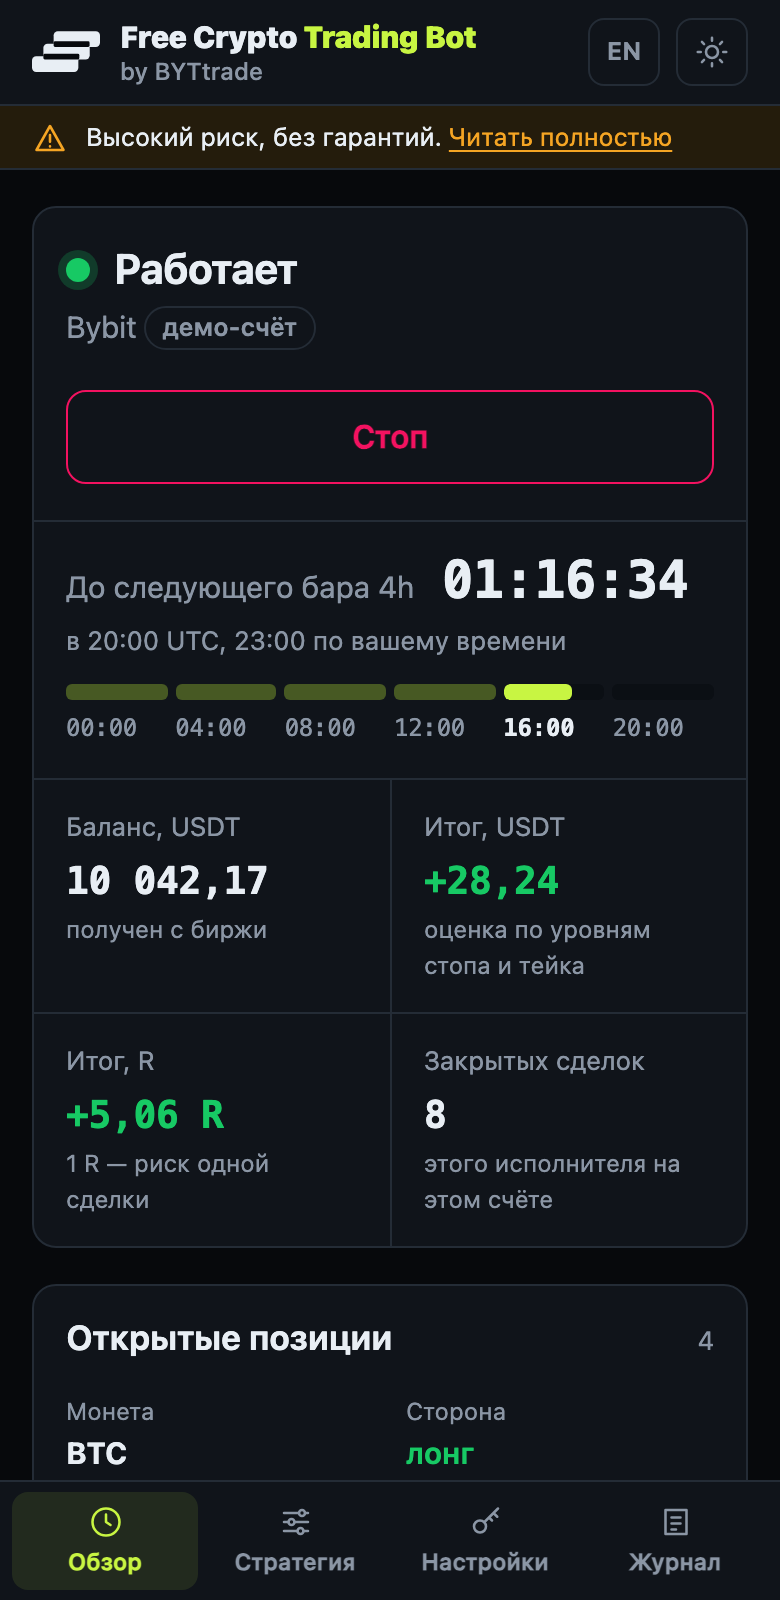 Free Crypto Trading Bot
by BYTtrade
EN
Высокий риск, без гарантий. Читать полностью
Работает
Bybit демо-счёт
Стоп
До следующего бара 4h 01:16:34
в 20:00 UTC, 23:00 по вашему времени
00:00 04:00 08:00 12:00 16:00 20:00
Баланс, USDT
10 042,17
получен с биржи
Итог, USDT
+28,24
оценка по уровням
стопа и тейка
Итог, R
+5,06 R
1 R — риск одной
сделки
Закрытых сделок
8
этого исполнителя на
этом счёте
Открытые позиции 4
Монета
BTC
Сторона
лонг
Обзор Стратегия Настройки Журнал